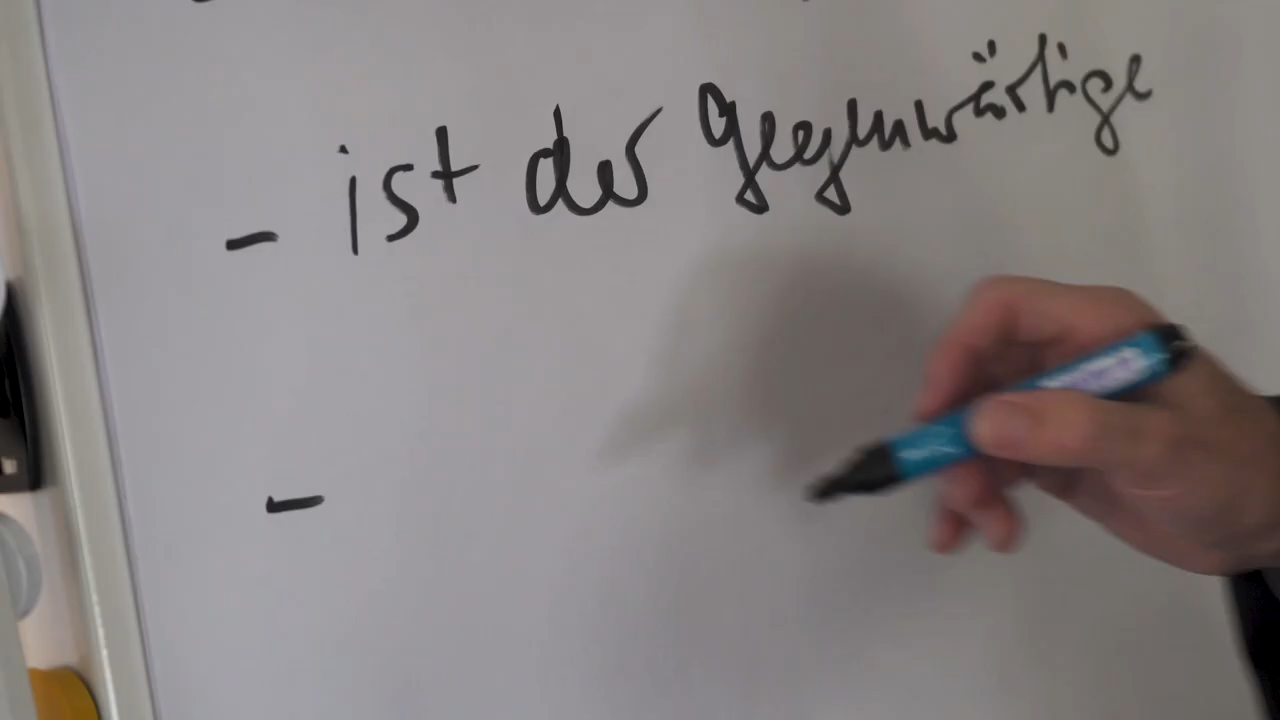 - ist der gegenwärtige
-